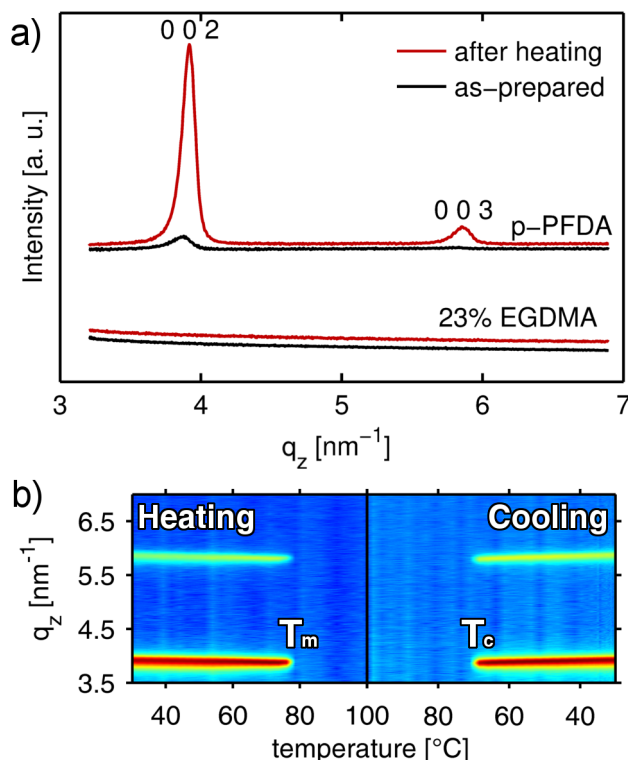 a)
0 0 2
after heating
as-prepared
0 0 3
p-PFDA
23% EGDMA
Intensity [a. u.]
3 4 5 6 7
q_z [nm⁻¹]
b)
Heating Cooling
6.5
5.5
4.5
3.5
q_z [nm⁻¹]
T_m T_c
40 60 80 100 80 60 40
temperature [°C]